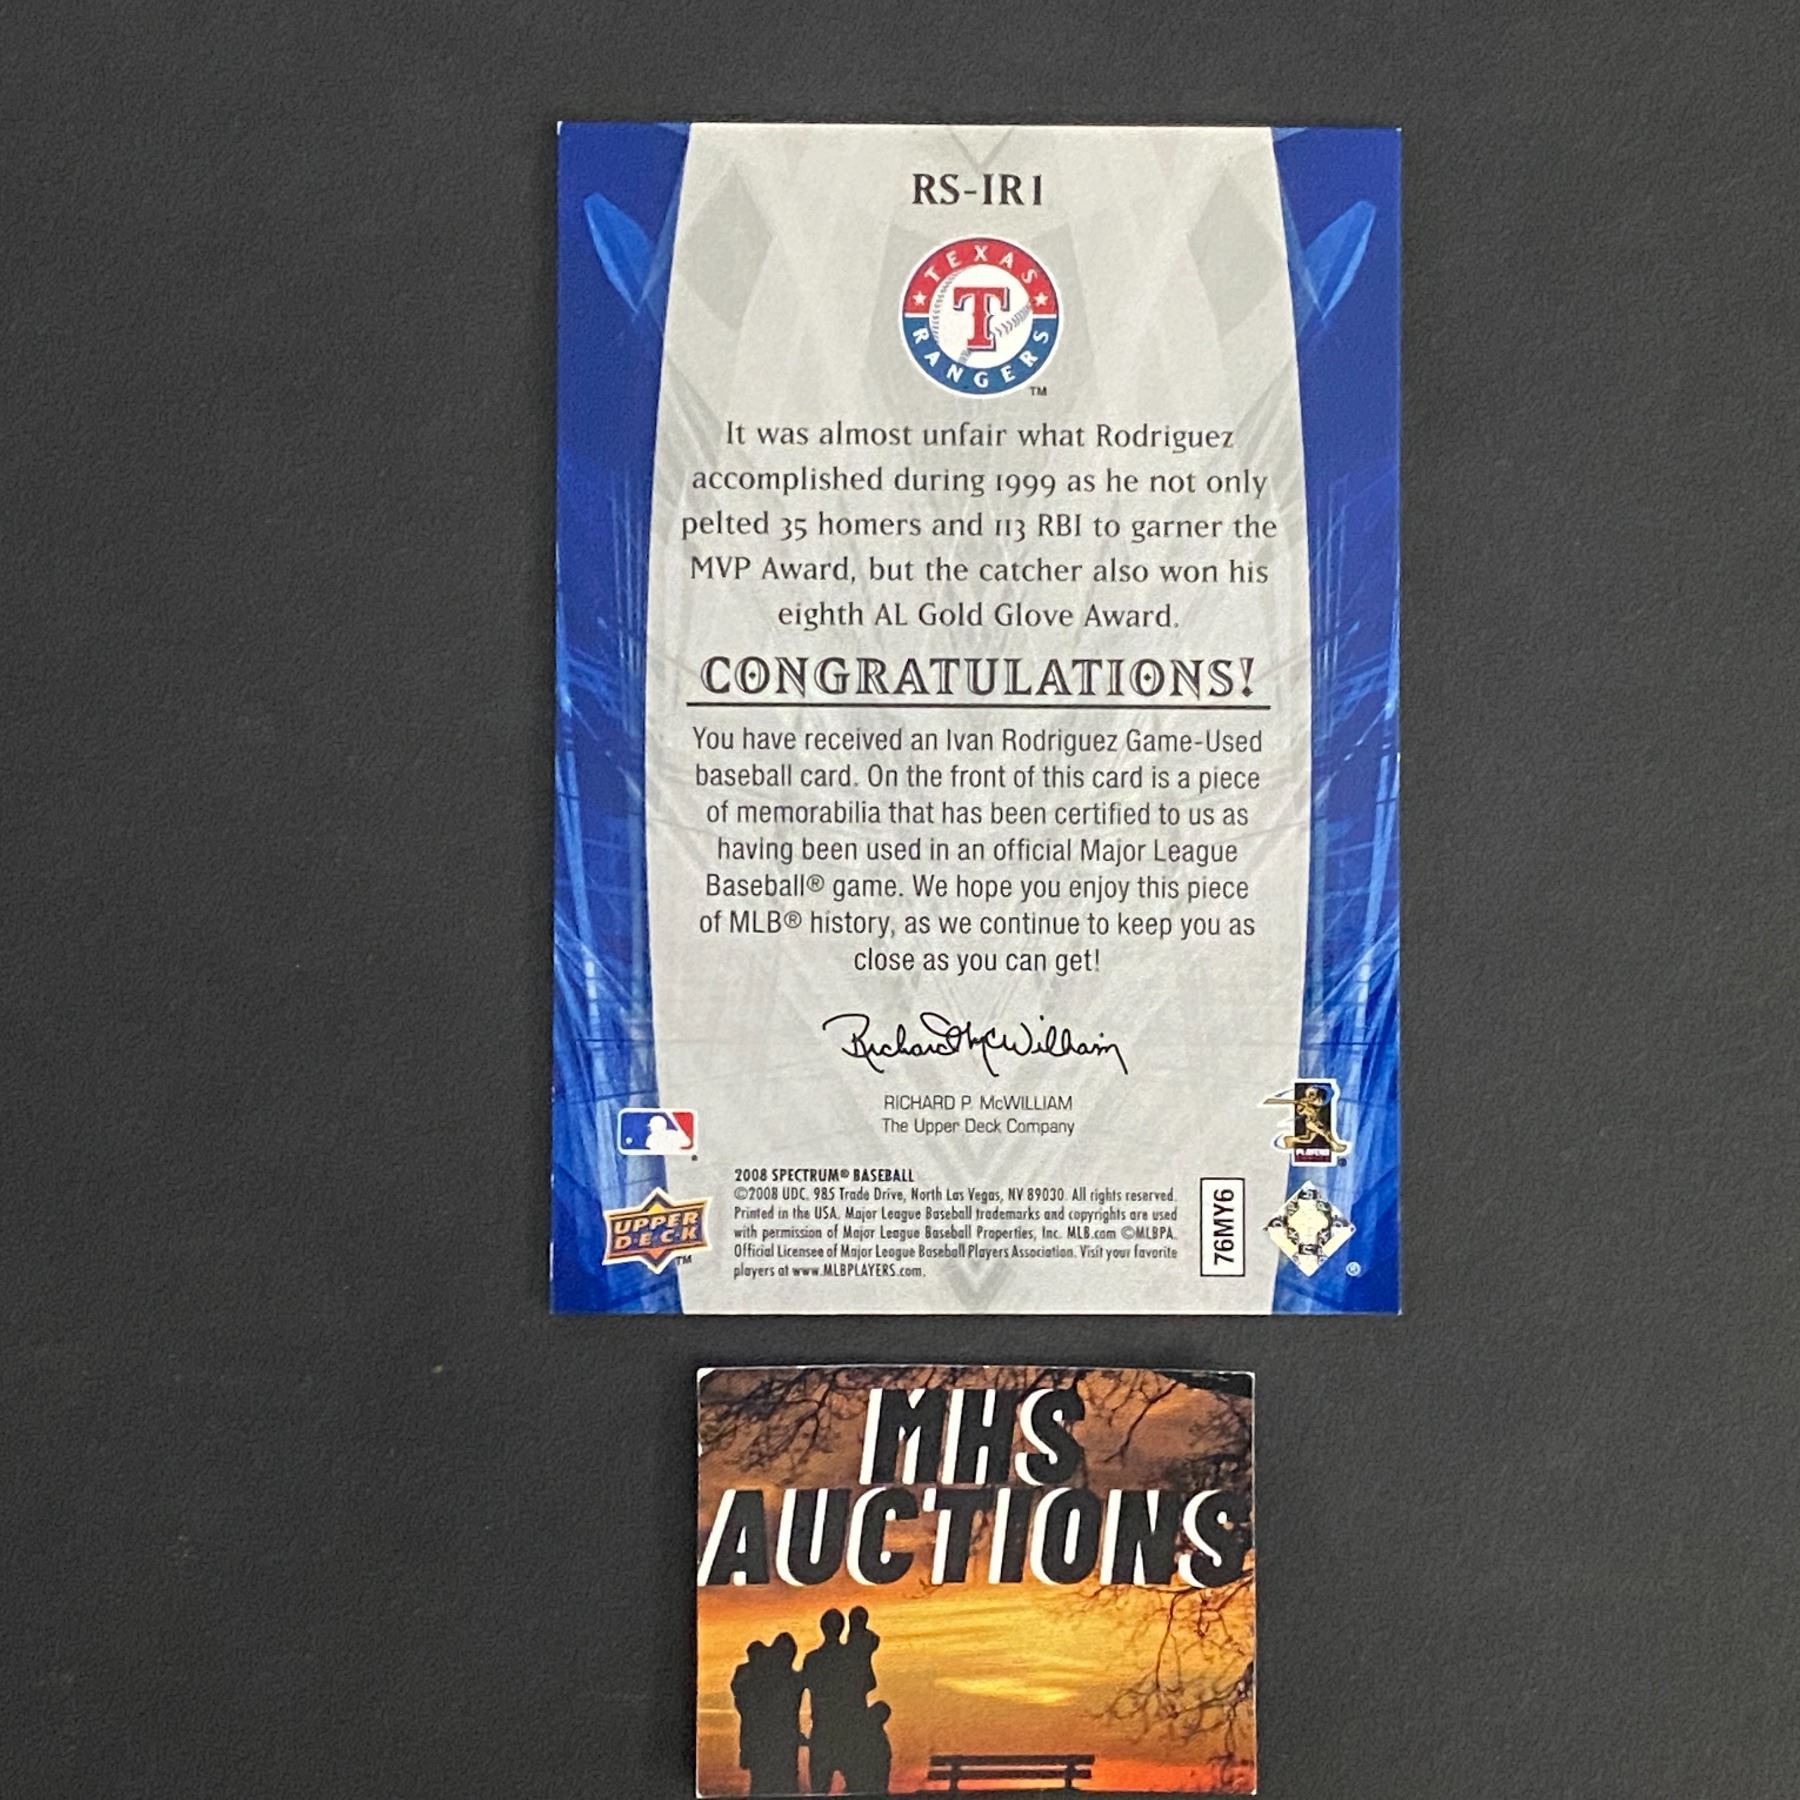 RS-IR1
TEXAS
T
RANGERS
TM
It was almost unfair what Rodriguez
accomplished during 1999 as he not only
pelted 35 homers and 113 RBI to garner the
MVP Award, but the catcher also won his
eighth AL Gold Glove Award.
CONGRATULATIONS!
You have received an Ivan Rodriguez Game-Used
baseball card. On the front of this card is a piece
of memorabilia that has been certified to us as
having been used in an official Major League
Baseball® game. We hope you enjoy this piece
of MLB® history, as we continue to keep you as
close as you can get!
Richard McWilliam
RICHARD P. McWILLIAM
The Upper Deck Company
PLAYERS
2008 SPECTRUM® BASEBALL
©2008 UDC. 985 Trade Drive, North Las Vegas, NV 89030. All rights reserved.
Printed in the USA. Major League Baseball trademarks and copyrights are used
with permission of Major League Baseball Properties, Inc. MLB.com ©MLBPA.
Official Licensee of Major League Baseball Players Association. Visit your favorite
players at www.MLBPLAYERS.com.
UPPER
D·E·C·K
TM
76MY6
®
MHS
AUCTIONS